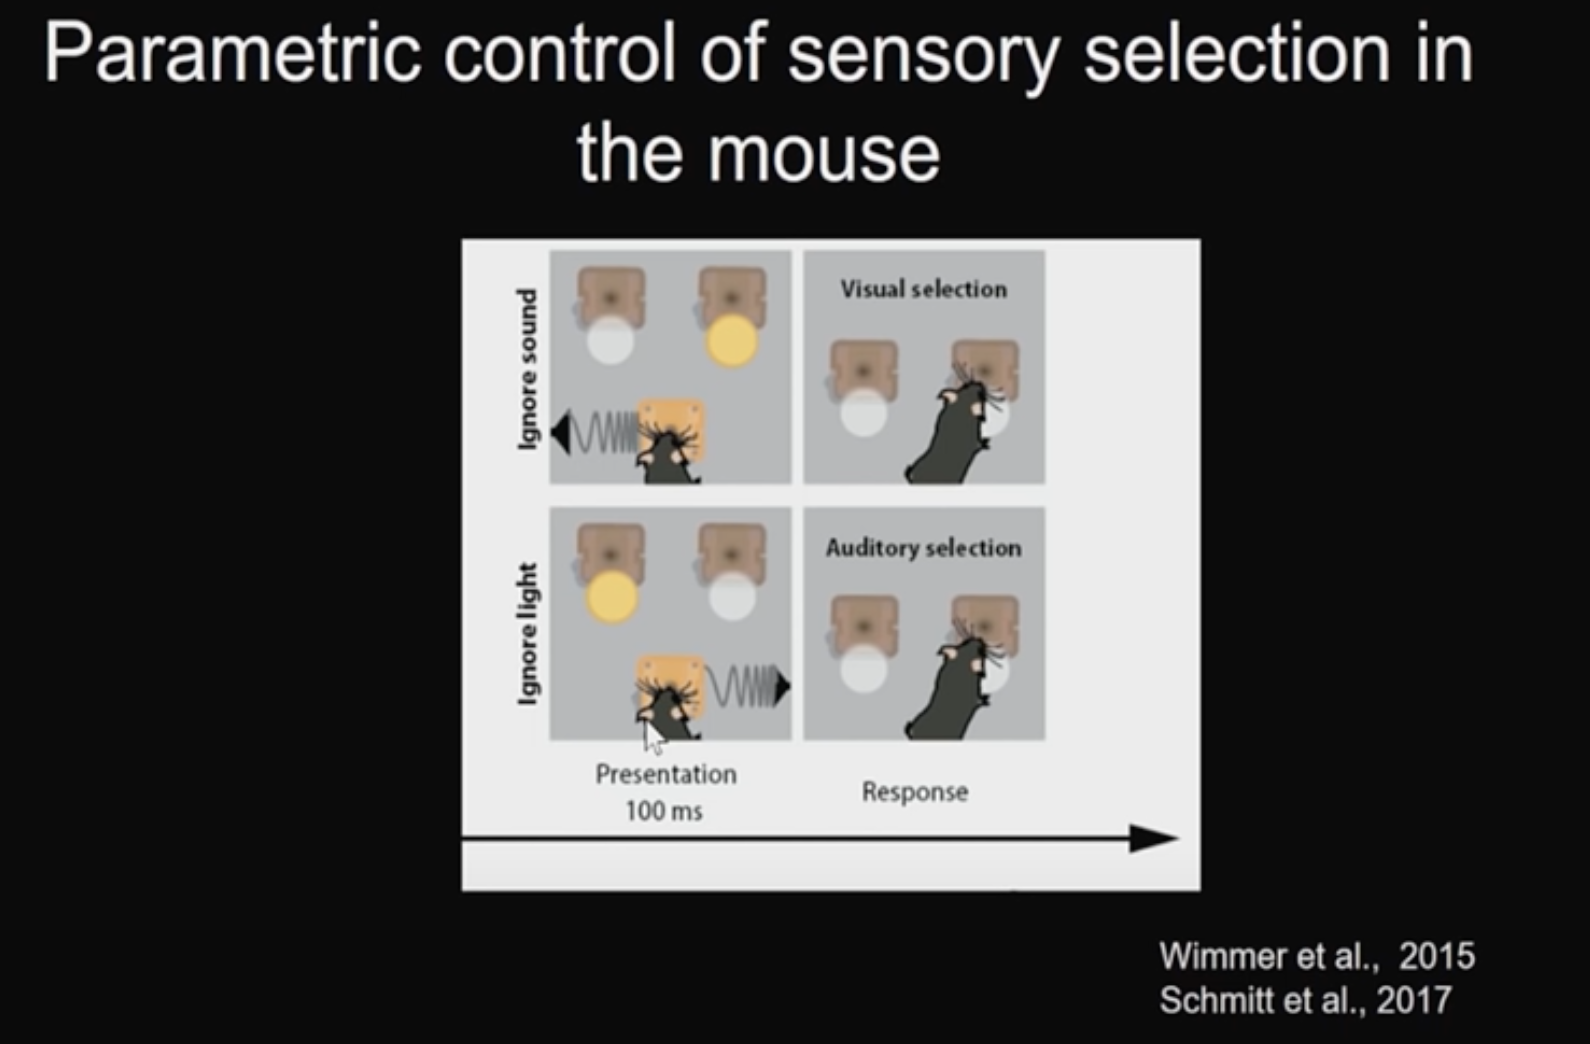 Parametric control of sensory selection in
the mouse
Ignore sound
Visual selection
Ignore light
Auditory selection
Presentation
100 ms
Response
Wimmer et al., 2015
Schmitt et al., 2017